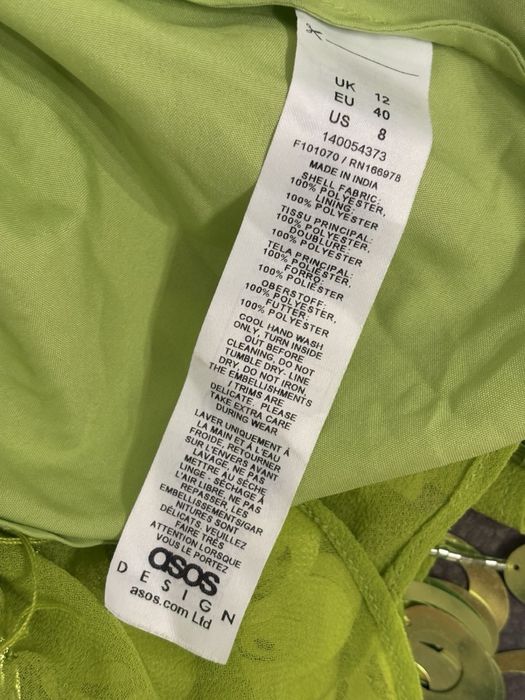 UK 12
EU 40
US 8
140054373
F101070 / RN166978
MADE IN INDIA
SHELL FABRIC:
100% POLYESTER,
LINING:
100% POLYESTER
TISSU PRINCIPAL:
100% POLYESTER,
DOUBLURE:
100% POLYESTER
TELA PRINCIPAL:
100% POLIÉSTER,
FORRO:
100% POLIÉSTER
OBERSTOFF:
100% POLYESTER,
FUTTER:
100% POLYESTER
COOL HAND WASH
ONLY, TURN INSIDE
OUT BEFORE
CLEANING, DO NOT
TUMBLE DRY- LINE
DRY, DO NOT IRON,
THE EMBELLISHMENTS
/ TRIMS ARE
DELICATE, PLEASE
TAKE EXTRA CARE
DURING WEAR
LAVER UNIQUEMENT À
LA MAIN ET À L'EAU
FROIDE, RETOURNER
SUR L'ENVERS AVANT
LAVAGE, NE PAS
METTRE AU SÈCHE
LINGE - SÉCHAGE À
L'AIR LIBRE, NE PAS
REPASSER, LES
EMBELLISSEMENTS/GAR
NITURES SONT
DÉLICATS, VEUILLEZ
FAIRE TRÈS
ATTENTION LORSQUE
VOUS LE PORTEZ
asos
DESIGN
asos.com Ltd